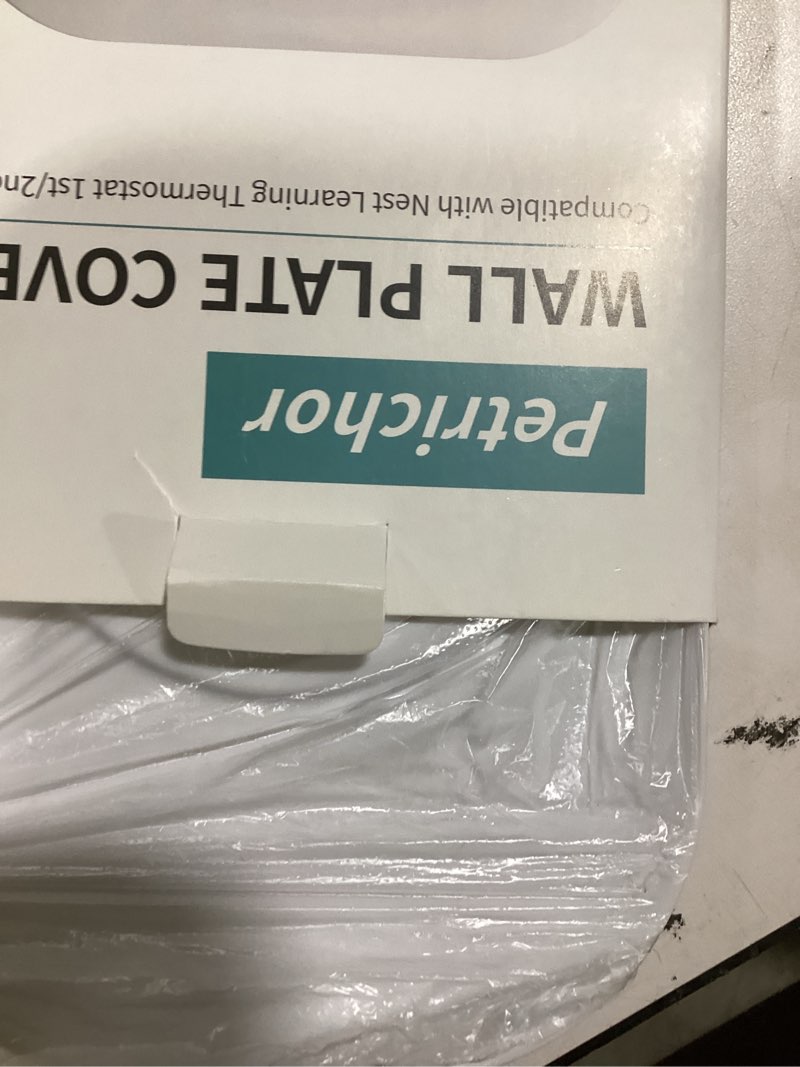 Petrichor
WALL PLATE COVE
Compatible with Nest Learning Thermostat 1st/2n